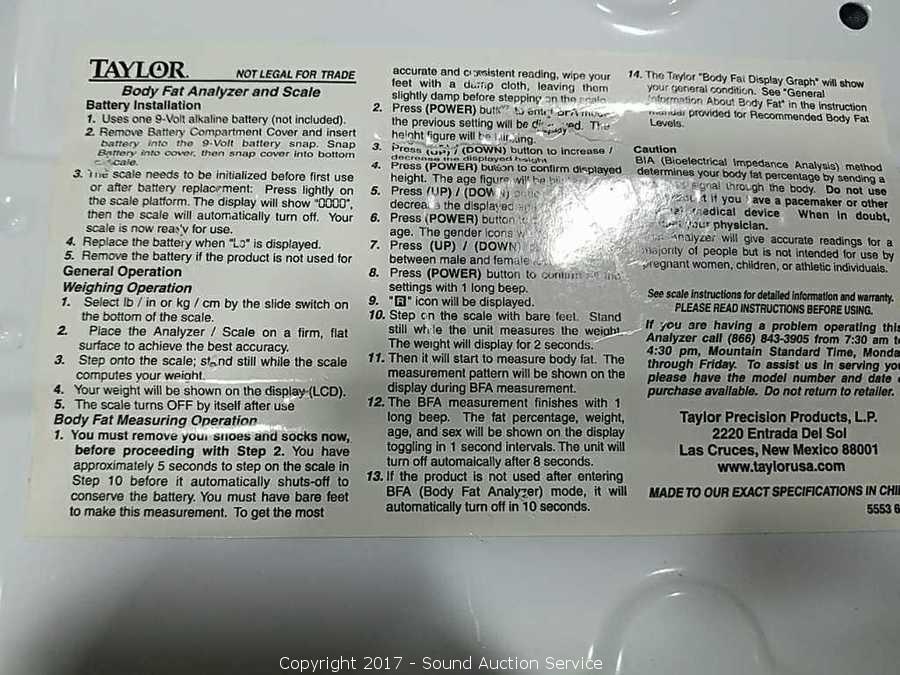 TAYLOR.
NOT LEGAL FOR TRADE
Body Fat Analyzer and Scale
Battery Installation
1. Uses one 9-Volt alkaline battery (not included).
2. Remove Battery Compartment Cover and insert
battery into the 9-Volt battery snap. Snap
Battery into cover, then snap cover into bottom
scale.
3. The scale needs to be initialized before first use
or after battery replacement: Press lightly on
the scale platform. The display will show "0000",
then the scale will automatically turn off. Your
scale is now ready for use.
4. Replace the battery when "Lo" is displayed.
5. Remove the battery if the product is not used for
General Operation
Weighing Operation
1. Select lb / in or kg / cm by the slide switch on
the bottom of the scale.
2. Place the Analyzer / Scale on a firm, flat
surface to achieve the best accuracy.
3. Step onto the scale; stand still while the scale
computes your weight.
4. Your weight will be shown on the display (LCD).
5. The scale turns OFF by itself after use
Body Fat Measuring Operation
1. You must remove your shoes and socks now,
before proceeding with Step 2. You have
approximately 5 seconds to step on the scale in
Step 10 before it automatically shuts-off to
conserve the battery. You must have bare feet
to make this measurement. To get the most
accurate and consistent reading, wipe your
feet with a damp cloth, leaving them
slightly damp before stepping on the scale.
2. Press (POWER) button to enter BFA mode
the previous setting will be displayed. The
height figure will be blinking.
3. Press (UP) / (DOWN) button to increase /
decrease the displayed height
4. Press (POWER) button to confirm displayed
height. The age figure will be
5. Press (UP) / (DOWN)
decrease the displayed
6. Press (POWER) button
age. The gender icons
7. Press (UP) / (DOWN)
between male and female
8. Press (POWER) button to confirm all the
settings with 1 long beep.
9. "R" icon will be displayed.
10. Step on the scale with bare feet. Stand
still while the unit measures the weight.
The weight will display for 2 seconds.
11. Then it will start to measure body fat. The
measurement pattern will be shown on the
display during BFA measurement.
12. The BFA measurement finishes with 1
long beep. The fat percentage, weight,
age, and sex will be shown on the display
toggling in 1 second intervals. The unit will
turn off automaically after 8 seconds.
13. If the product is not used after entering
BFA (Body Fat Analyzer) mode, it will
automatically turn off in 10 seconds.
14. The Taylor "Body Fat Display Graph" will show
your general condition. See "General
Information About Body Fat" in the instruction
manual provided for Recommended Body Fat
Levels.
Caution
BIA (Bioelectrical Impedance Analysis) method
determines your body fat percentage by sending a
signal through the body. Do not use
if you have a pacemaker or other
medical device. When in doubt,
your physician.
Analyzer will give accurate readings for a
majority of people but is not intended for use by
pregnant women, children, or athletic individuals.
See scale instructions for detailed information and warranty.
PLEASE READ INSTRUCTIONS BEFORE USING.
If you are having a problem operating this
Analyzer call (866) 843-3905 from 7:30 am to
4:30 pm, Mountain Standard Time, Monda
through Friday. To assist us in serving you
please have the model number and date
purchase available. Do not return to retailer.
Taylor Precision Products, L.P.
2220 Entrada Del Sol
Las Cruces, New Mexico 88001
www.taylorusa.com
MADE TO OUR EXACT SPECIFICATIONS IN CHI
5553 6
Copyright 2017 - Sound Auction Service